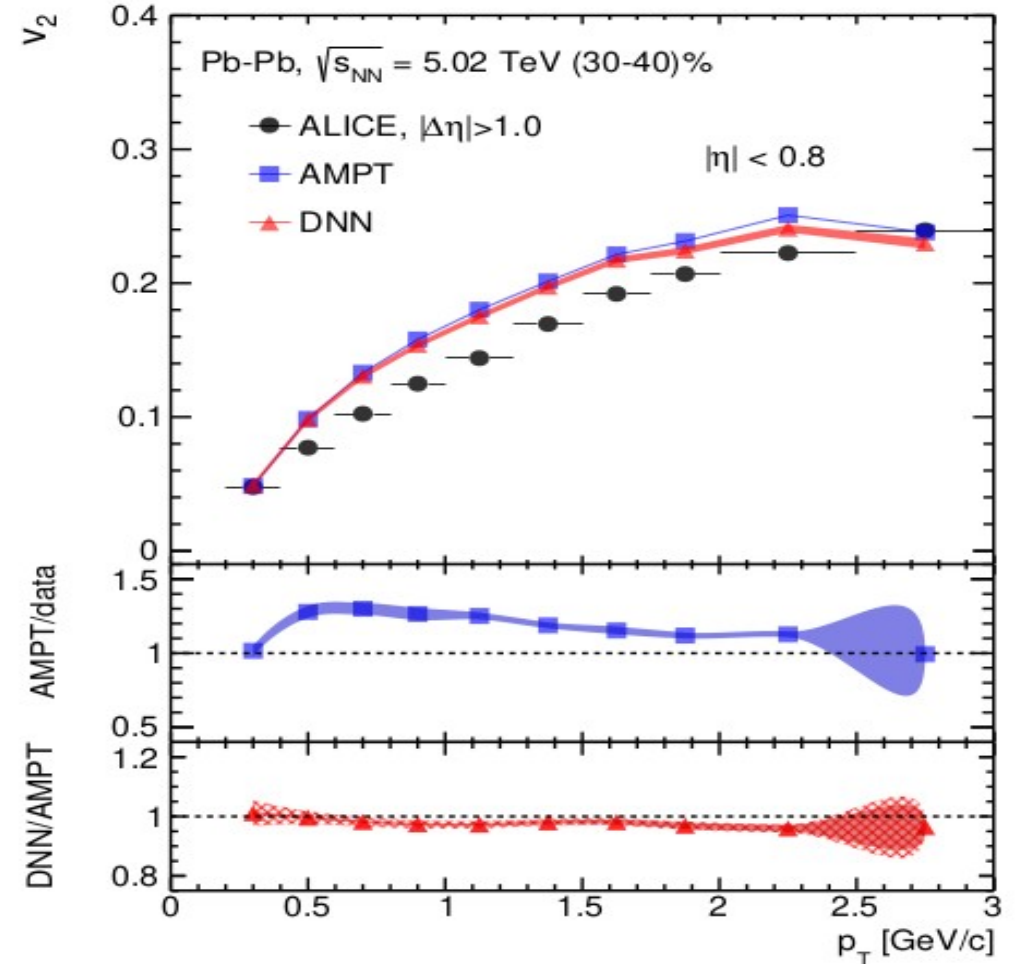 v₂
0.4
0.3
0.2
0.1
0
Pb-Pb, √s_NN = 5.02 TeV (30-40)%
ALICE, |Δη|>1.0
AMPT
DNN
|η| < 0.8
AMPT/data
1.5
1
0.5
DNN/AMPT
1.2
1
0.8
0 0.5 1 1.5 2 2.5 3
p_T [GeV/c]